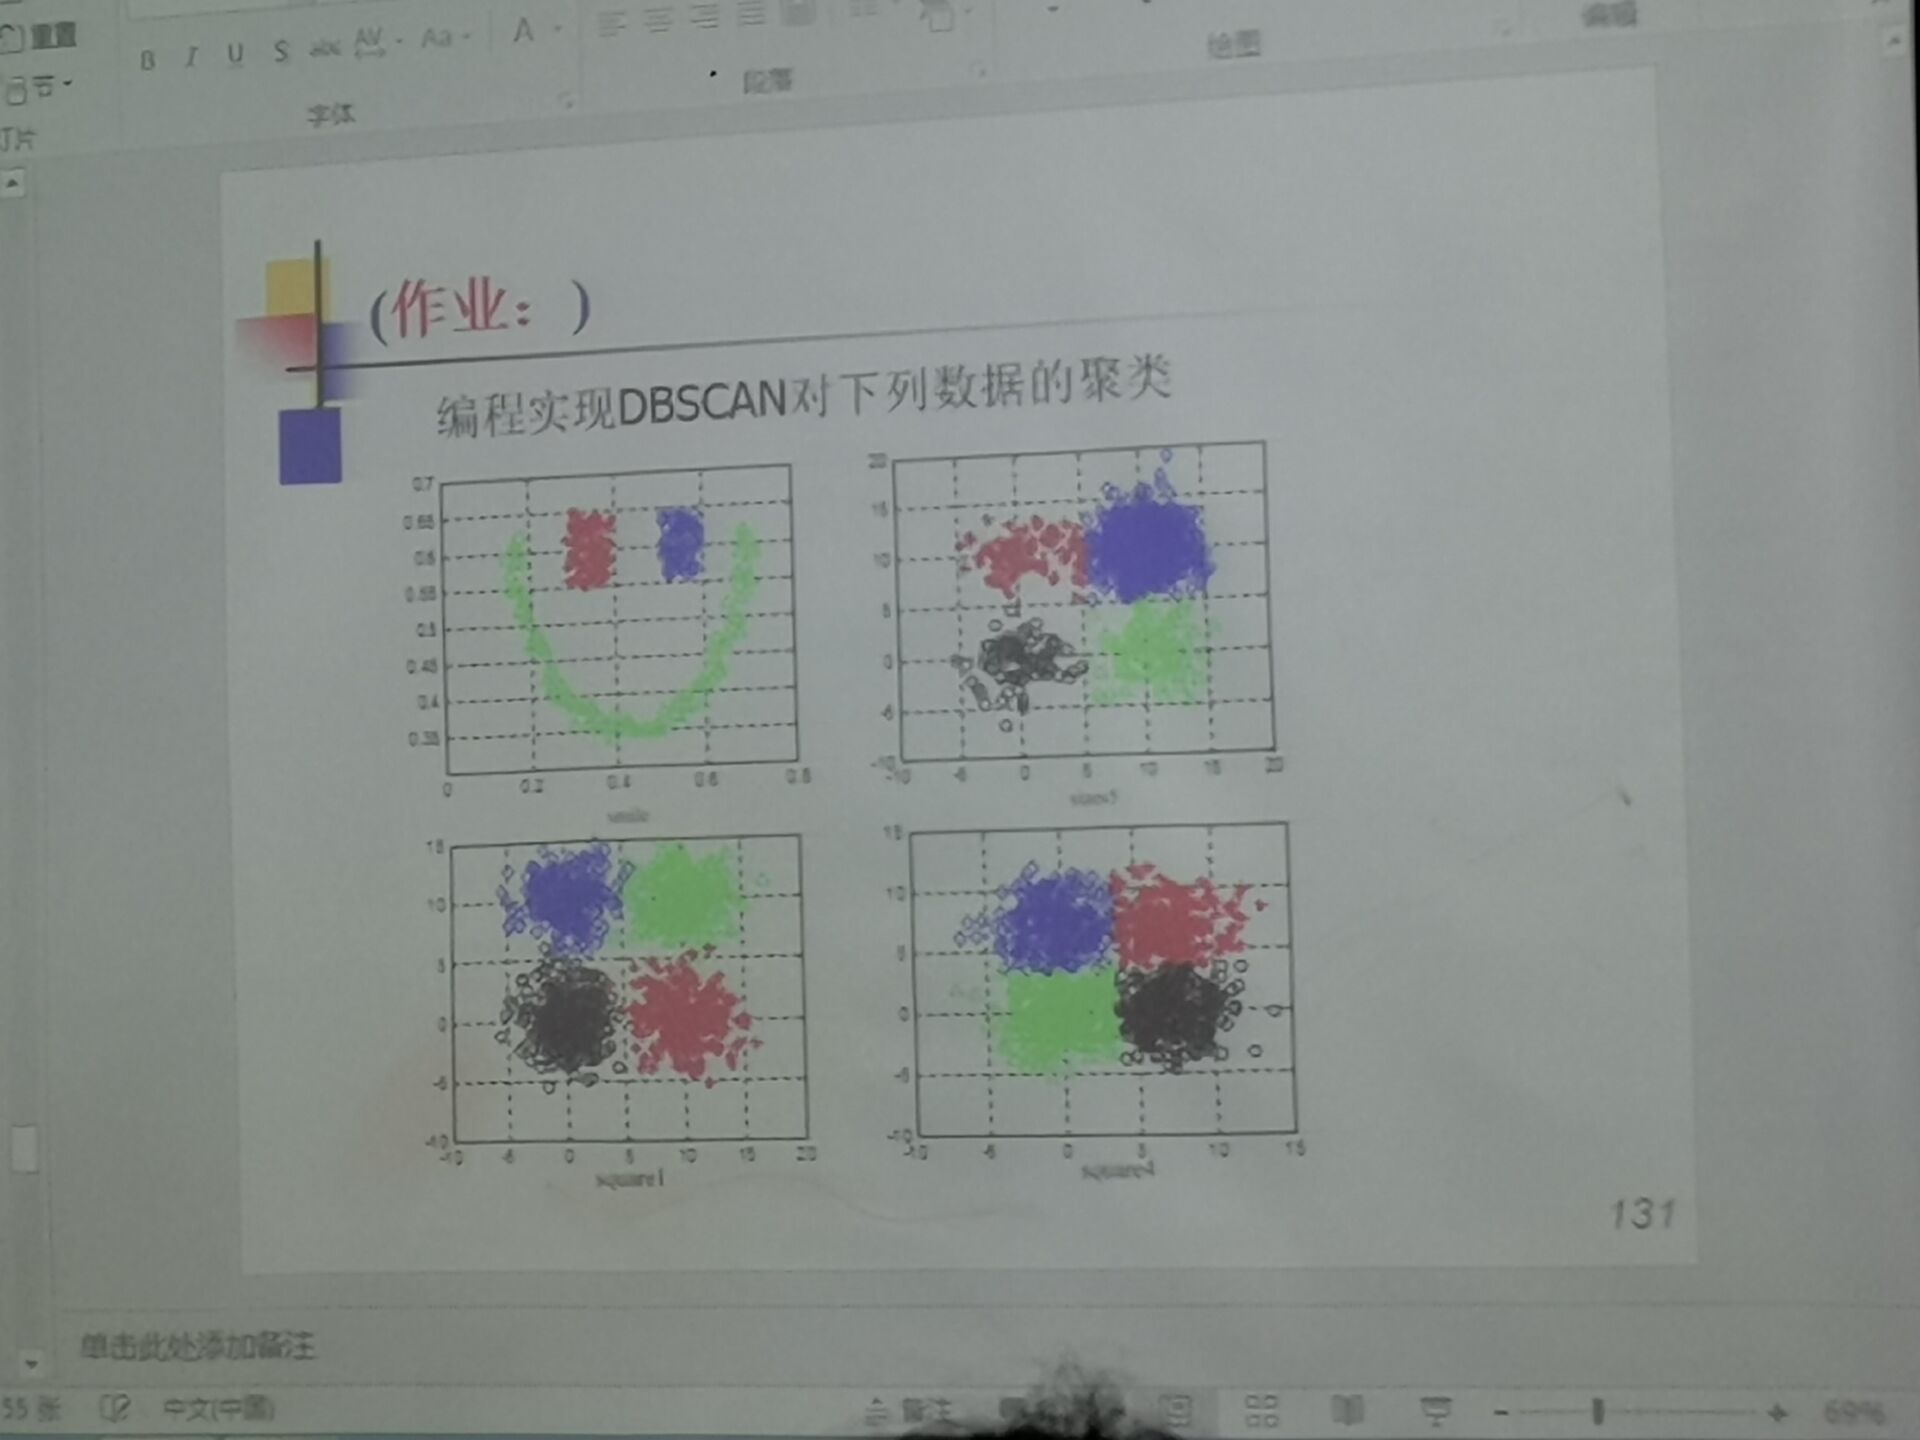 重置
B I U S abc AV Aa A
节
字体
段落
绘图
编辑
灯片
(作业：)
编程实现DBSCAN对下列数据的聚类
0.7
0.65
0.6
0.55
0.5
0.45
0.4
0.35
0 0.2 0.4 0.6 0.8
smile
20
15
10
5
0
-5
-10
-10 -5 0 5 10 15 20
sizes5
15
10
5
0
-5
-10
-10 -5 0 5 10 15 20
square1
15
10
5
0
-5
-10
-10 -5 0 5 10 15
square4
131
单击此处添加备注
55 张
中文(中国)
备注
69%